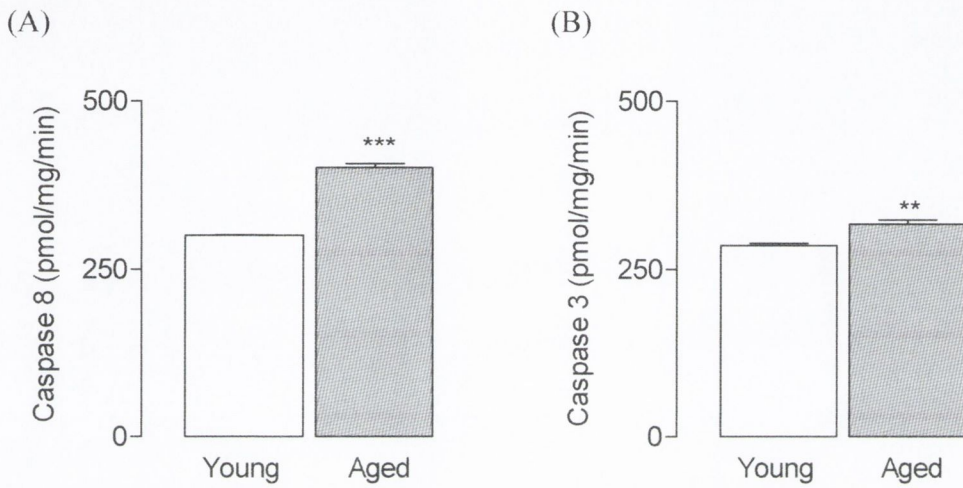 (A)
500
250
0
Caspase 8 (pmol/mg/min)
***
Young
Aged
(B)
500
250
0
Caspase 3 (pmol/mg/min)
**
Young
Aged